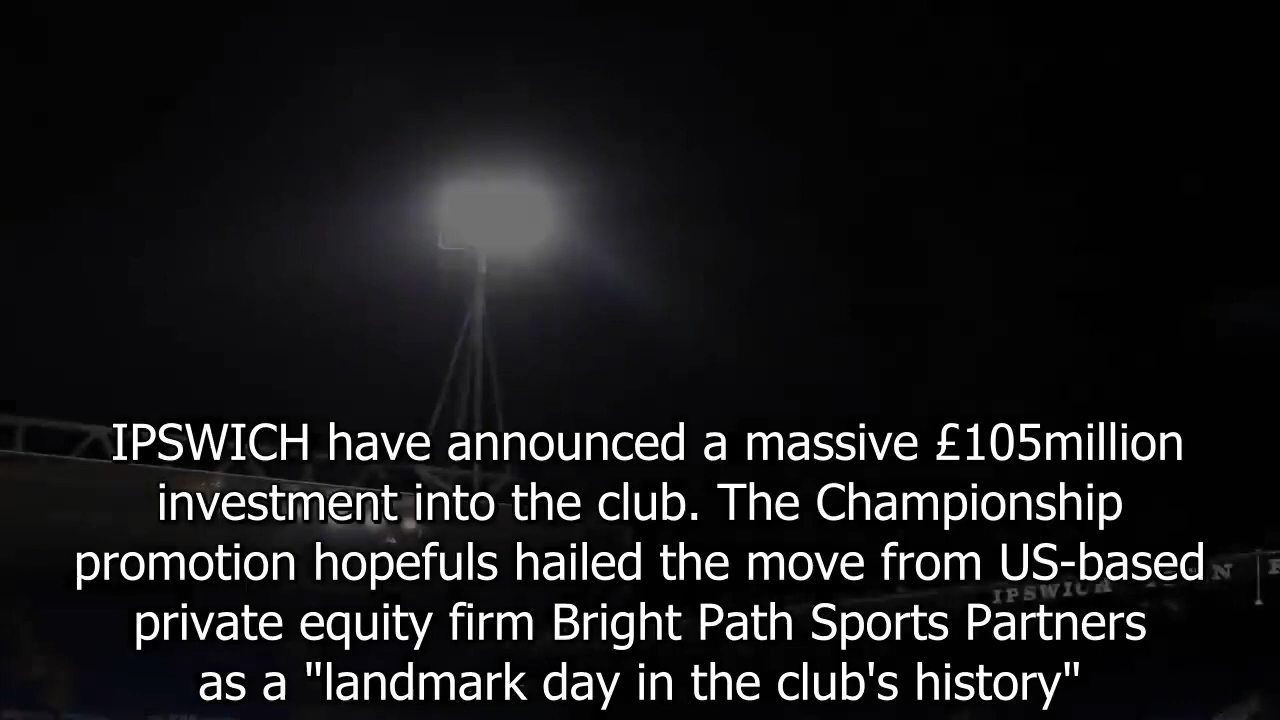 IPSWICH have announced a massive £105million
investment into the club. The Championship
promotion hopefuls hailed the move from US-based
private equity firm Bright Path Sports Partners
as a "landmark day in the club's history"
IPSWICH